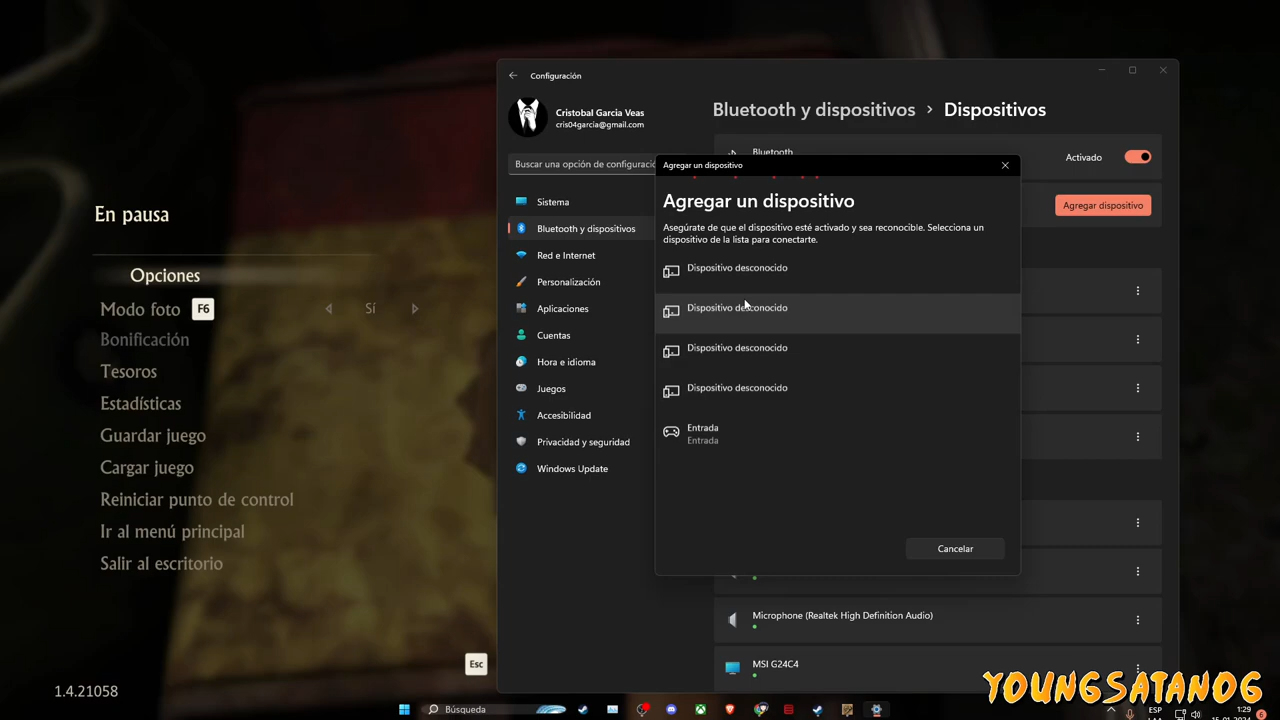 En pausa
Opciones
Modo foto F6 Sí
Bonificación
Tesoros
Estadísticas
Guardar juego
Cargar juego
Reiniciar punto de control
Ir al menú principal
Salir al escritorio
Esc
1.4.21058
Configuración
Cristobal Garcia Veas
cris04garcia@gmail.com
Buscar una opción de configuració
Sistema
Bluetooth y dispositivos
Red e Internet
Personalización
Aplicaciones
Cuentas
Hora e idioma
Juegos
Accesibilidad
Privacidad y seguridad
Windows Update
Bluetooth y dispositivos > Dispositivos
Bluetooth
Activado
Agregar dispositivo
Agregar un dispositivo
Agregar un dispositivo
Asegúrate de que el dispositivo esté activado y sea reconocible. Selecciona un
dispositivo de la lista para conectarte.
Dispositivo desconocido
Dispositivo desconocido
Dispositivo desconocido
Dispositivo desconocido
Entrada
Entrada
Cancelar
Microphone (Realtek High Definition Audio)
MSI G24C4
YOUNGSATANOG
Búsqueda
ESP
1:29
15-01-2024